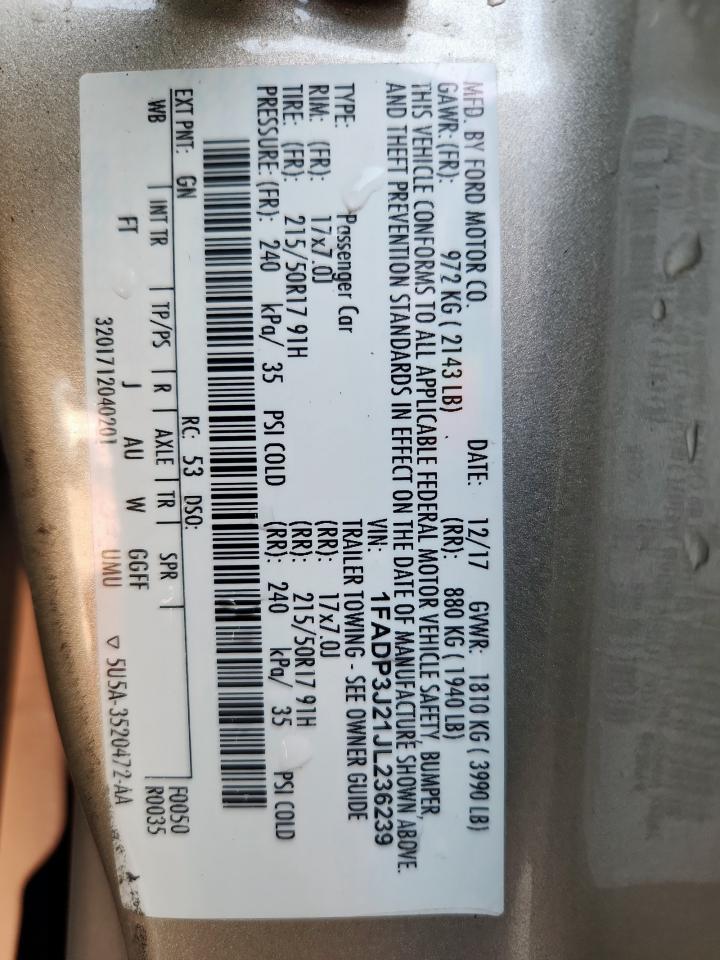 MFD. BY FORD MOTOR CO. DATE: 12/17 GVWR: 1810 KG ( 3990 LB)
GAWR: (FR): 972 KG ( 2143 LB) (RR): 880 KG ( 1940 LB)
THIS VEHICLE CONFORMS TO ALL APPLICABLE FEDERAL MOTOR VEHICLE SAFETY, BUMPER,
AND THEFT PREVENTION STANDARDS IN EFFECT ON THE DATE OF MANUFACTURE SHOWN ABOVE.
VIN: 1FADP3J21JL236239
TYPE: Passenger Car TRAILER TOWING - SEE OWNER GUIDE
RIM: (FR): 17x7.0J (RR): 17x7.0J
TIRE: (FR): 215/50R17 91H (RR): 215/50R17 91H
PRESSURE: (FR): 240 kPa/ 35 PSI COLD (RR): 240 kPa/ 35 PSI COLD
EXT PNT: GN RC: 53 DSO: F0050
WB INT TR TP/PS R AXLE TR SPR R0035
FT J AU W GGFF
3201712040201 UMU ▽ 5U5A-3520472-AA